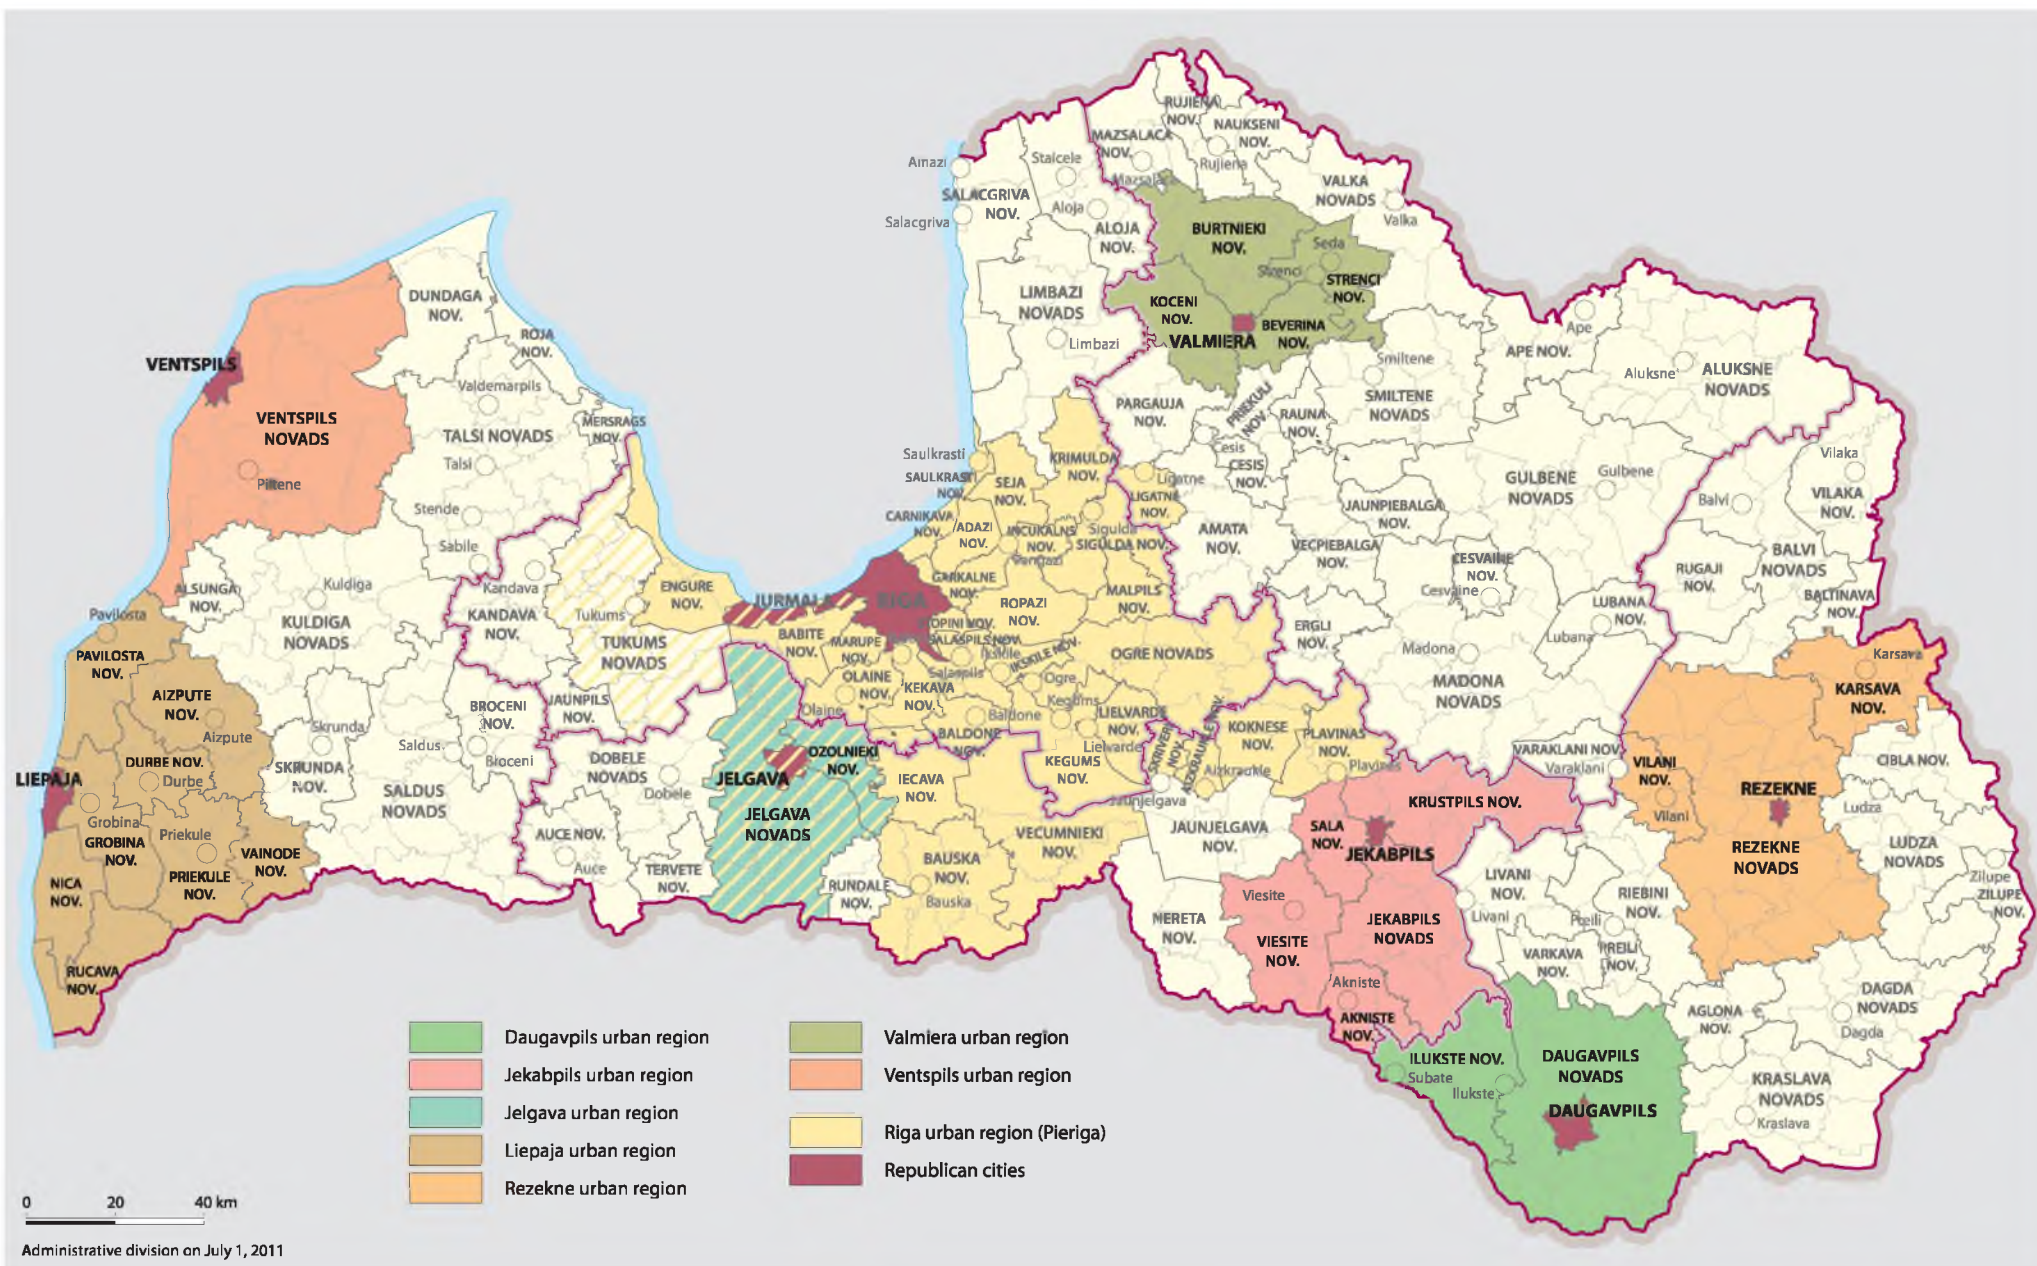 RUJIENA
NOV.
NAUKSENI
NOV.
MAZSALACA
NOV.
Rujiena
Mazsalaca
Staicele
Ainazi
SALACGRIVA
NOV.
Salacgriva
Aloja
ALOJA
NOV.
VALKA
NOVADS
Valka
BURTNIEKI
NOV.
Seda
Strenci
STRENCI
NOV.
KOCENI
NOV.
BEVERINA
NOV.
VALMIERA
LIMBAZI
NOVADS
Limbazi
DUNDAGA
NOV.
ROJA
NOV.
VENTSPILS
VENTSPILS
NOVADS
Piltene
Valdemarpils
TALSI NOVADS
Talsi
MERSRAGS
NOV.
Stende
Sabile
Ape
APE NOV.
Aluksne
ALUKSNE
NOVADS
Smiltene
SMILTENE
NOVADS
PARGAUJA
NOV.
PRIEKULI
NOV.
RAUNA
NOV.
Cesis
CESIS
NOV.
Saulkrasti
SAULKRASTI
NOV.
SEJA
NOV.
KRIMULDA
NOV.
Ligatne
LIGATNE
NOV.
GULBENE
NOVADS
Gulbene
Vilaka
VILAKA
NOV.
Balvi
BALVI
NOVADS
RUGAJI
NOV.
BALTINAVA
NOV.
JAUNPIEBALGA
NOV.
AMATA
NOV.
VECPIEBALGA
NOV.
CESVAINE
NOV.
Cesvaine
LUBANA
NOV.
Lubana
CARNIKAVA
NOV.
ADAZI
NOV.
INCUKALNS
NOV.
Sigulda
SIGULDA NOV.
Vangazi
GARKALNE
NOV.
ROPAZI
NOV.
MALPILS
NOV.
ERGLI
NOV.
Madona
MADONA
NOVADS
ALSUNGA
NOV.
Kuldiga
KULDIGA
NOVADS
Kandava
KANDAVA
NOV.
Tukums
TUKUMS
NOVADS
ENGURE
NOV.
JURMALA
RIGA
STOPINI NOV.
SALASPILS NOV.
BABITE
NOV.
MARUPE
NOV.
Salaspils
Ikskile
IKSKILE NOV.
OGRE NOVADS
Ogre
OLAINE
NOV.
Olaine
KEKAVA
NOV.
Baldone
BALDONE
NOV.
Kegums
KEGUMS
NOV.
LIELVARDE
NOV.
Lielvarde
SKRIVERI
NOV.
AIZKRAUKLE NOV.
Aizkraukle
KOKNESE
NOV.
PLAVINAS
NOV.
Plavinas
Pavilosta
PAVILOSTA
NOV.
AIZPUTE
NOV.
Aizpute
DURBE NOV.
Durbe
LIEPAJA
Grobina
GROBINA
NOV.
Priekule
PRIEKULE
NOV.
VAINODE
NOV.
NICA
NOV.
RUCAVA
NOV.
Skrunda
SKRUNDA
NOV.
Saldus
SALDUS
NOVADS
BROCENI
NOV.
Broceni
JAUNPILS
NOV.
DOBELE
NOVADS
Dobele
AUCE NOV.
Auce
TERVETE
NOV.
OZOLNIEKI
NOV.
JELGAVA
JELGAVA
NOVADS
RUNDALE
NOV.
IECAVA
NOV.
BAUSKA
NOV.
Bauska
VECUMNIEKI
NOV.
Jaunjelgava
JAUNJELGAVA
NOV.
NERETA
NOV.
VARAKLANI NOV.
Varaklani
KRUSTPILS NOV.
SALA
NOV.
JEKABPILS
JEKABPILS
NOVADS
Viesite
VIESITE
NOV.
Akniste
AKNISTE
NOV.
LIVANI
NOV.
Livani
RIEBINI
NOV.
Preili
PREILI
NOV.
VARKAVA
NOV.
Karsava
KARSAVA
NOV.
VILANI
NOV.
Vilani
REZEKNE
REZEKNE
NOVADS
CIBLA NOV.
Ludza
LUDZA
NOVADS
Zilupe
ZILUPE
NOV.
AGLONA
NOV.
DAGDA
NOVADS
Dagda
KRASLAVA
NOVADS
Kraslava
ILUKSTE NOV.
Subate
Ilukste
DAUGAVPILS
NOVADS
DAUGAVPILS
Daugavpils urban region
Jekabpils urban region
Jelgava urban region
Liepaja urban region
Rezekne urban region
Valmiera urban region
Ventspils urban region
Riga urban region (Pieriga)
Republican cities
0 20 40 km
Administrative division on July 1, 2011